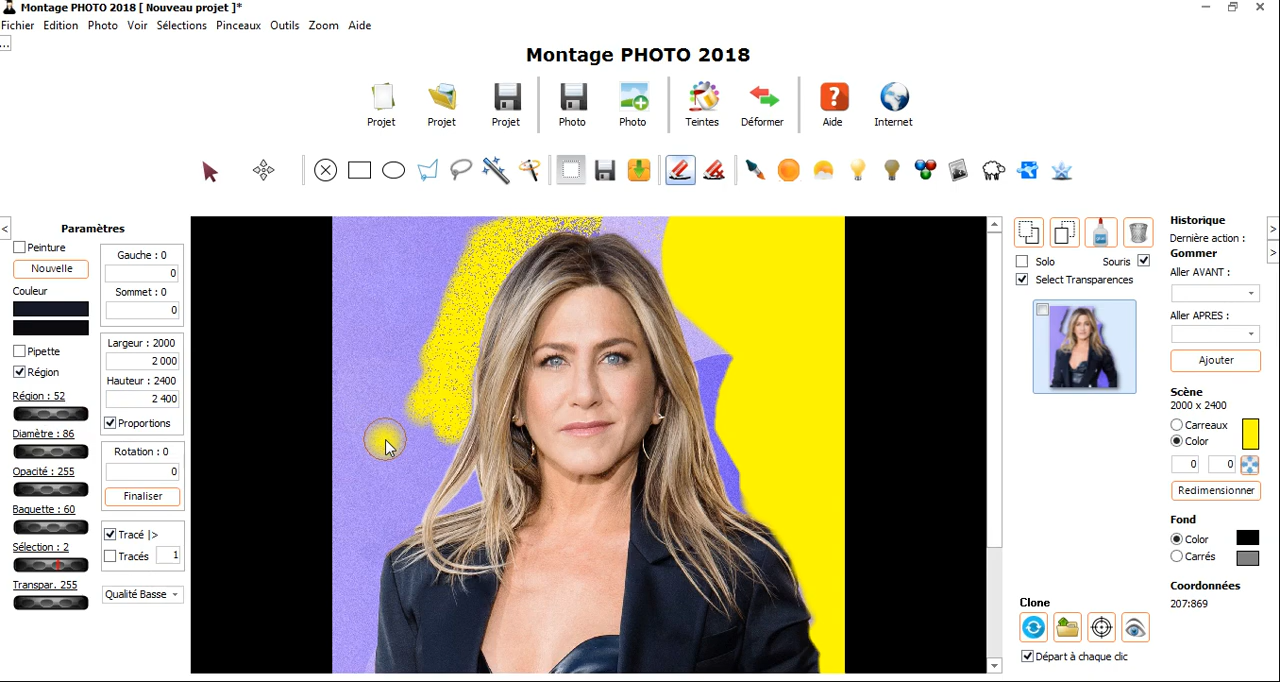 Montage PHOTO 2018 [ Nouveau projet ]*
Fichier Edition Photo Voir Sélections Pinceaux Outils Zoom Aide
...
Montage PHOTO 2018
Projet Projet Projet Photo Photo Teintes Déformer Aide Internet
<
Paramètres
Peinture
Nouvelle
Couleur
Pipette
Région
Région : 52
Diamètre : 86
Opacité : 255
Baguette : 60
Sélection : 2
Transpar. 255
Gauche : 0
0
Sommet : 0
0
Largeur : 2000
2 000
Hauteur : 2400
2 400
Proportions
Rotation : 0
0
Finaliser
Tracé |>
Tracés 1
Qualité Basse
Solo Souris
Select Transparences
Clone
Départ à chaque clic
Historique
Dernière action :
Gommer
Aller AVANT :
Aller APRES :
Ajouter
Scène
2000 x 2400
Carreaux
Color
0 0
Redimensionner
Fond
Color
Carrés
Coordonnées
207:869
>
>